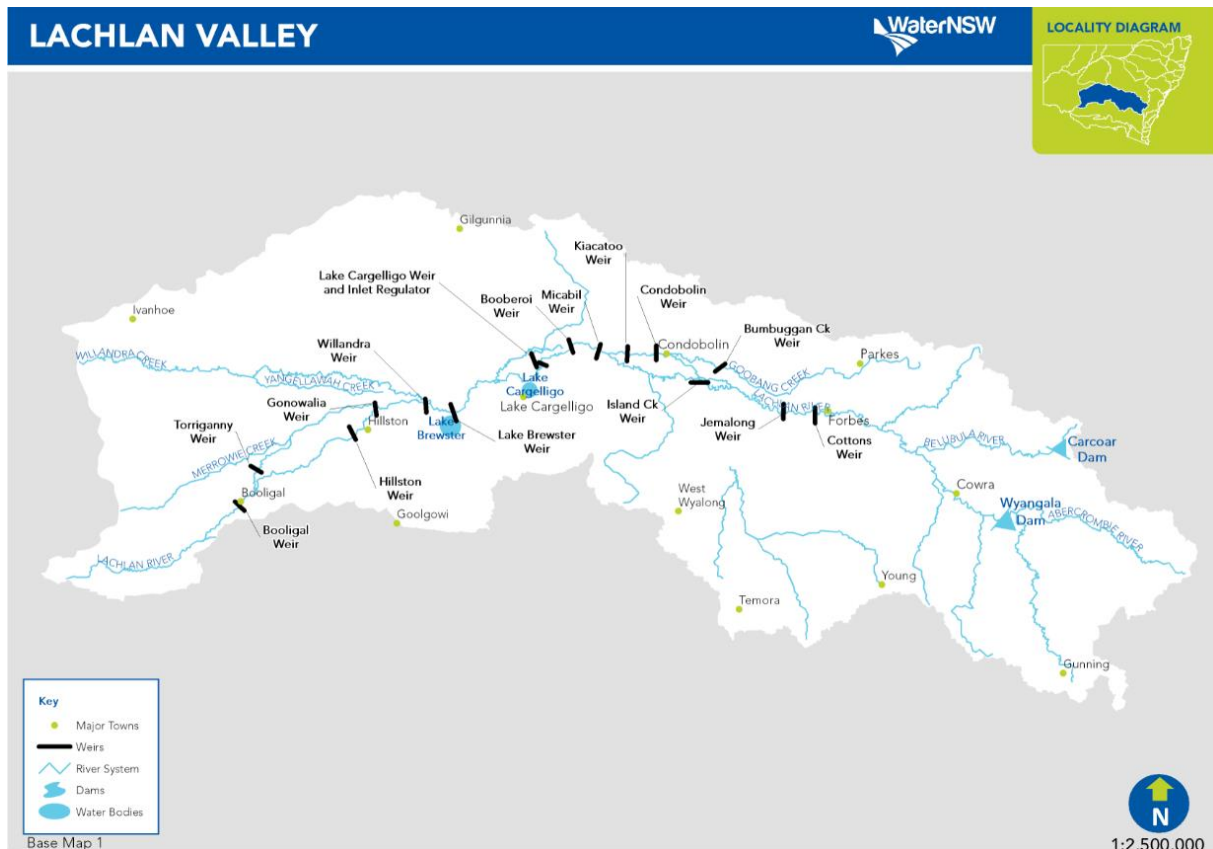 LACHLAN VALLEY
WaterNSW
LOCALITY DIAGRAM
Gilgunnia
Kiacatoo
Weir
Lake Cargelligo Weir
and Inlet Regulator
Micabil
Weir
Condobolin
Weir
Booberoi
Weir
Ivanhoe
Bumbuggan Ck
Weir
Willandra
Weir
Condobolin
Parkes
WILLANDRA CREEK
GOOBANG CREEK
YANGELLAWAH CREEK
Lake
Cargelligo
Lake Cargelligo
LACHLAN RIVER
Gonowalia
Weir
Island Ck
Weir
Hillston
Lake
Brewster
Forbes
Jemalong
Weir
Torriganny
Weir
Lake Brewster
Weir
Cottons
Weir
BELUBULA RIVER
Carcoar
Dam
MERROWIE CREEK
Hillston
Weir
Booligal
West
Wyalong
Cowra
Goolgowi
Wyangala
Dam
ABERCROMBIE RIVER
Booligal
Weir
LACHLAN RIVER
Young
Temora
Gunning
Key
Major Towns
Weirs
River System
Dams
Water Bodies
N
Base Map 1
1:2,500,000